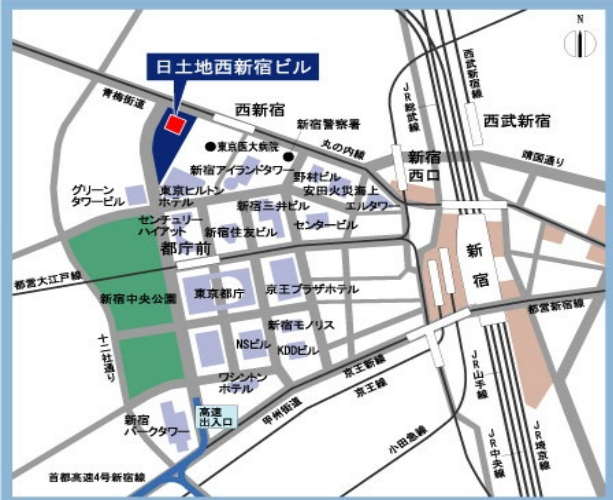 N
日土地西新宿ビル
青梅街道
西新宿
新宿警察署
丸の内線
JR総武線
西武新宿線
西武新宿
靖国通り
東京医大病院
新宿アイランドタワー
新宿
西口
野村ビル
安田火災海上
エルタワー
グリーン
タワービル
東京ヒルトン
ホテル
センチュリー
ハイアット
新宿三井ビル
新宿住友ビル
センタービル
都庁前
新宿
都営大江戸線
新宿中央公園
東京都庁
京王プラザホテル
都営新宿線
新宿モノリス
十二社通り
NSビル
KDDビル
京王新線
京王線
JR山手線
ワシントン
ホテル
甲州街道
高速
出入口
新宿
パークタワー
小田急線
JR中央線
JR埼京線
首都高速4号新宿線